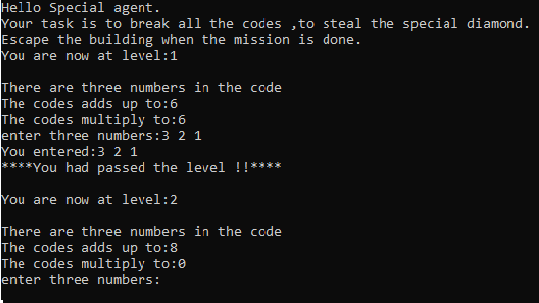 Hello Special agent.
Your task is to break all the codes ,to steal the special diamond.
Escape the building when the mission is done.
You are now at level:1
There are three numbers in the code
The codes adds up to:6
The codes multiply to:6
enter three numbers:3 2 1
You entered:3 2 1
****You had passed the level !!****
You are now at level:2
There are three numbers in the code
The codes adds up to:8
The codes multiply to:0
enter three numbers: